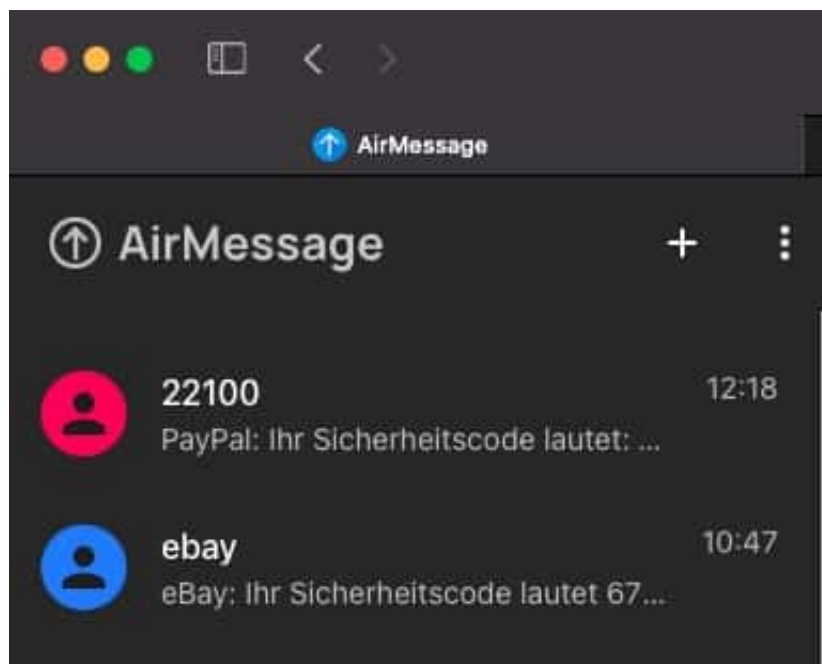 AirMessage
AirMessage
22100 12:18
PayPal: Ihr Sicherheitscode lautet: ...
ebay 10:47
eBay: Ihr Sicherheitscode lautet 67...